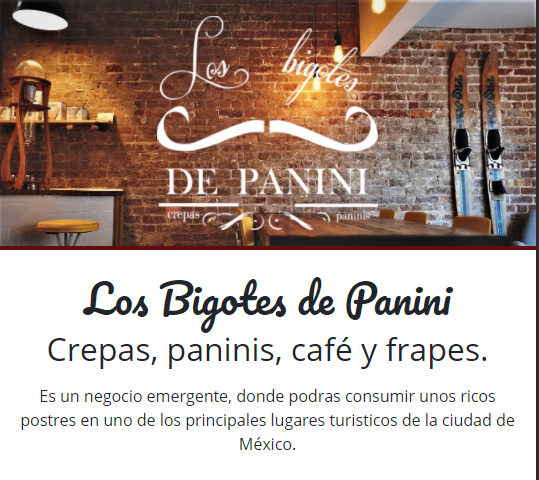 Los bigotes
DE PANINI
crepas paninis
Los Bigotes de Panini
Crepas, paninis, café y frapes.
Es un negocio emergente, donde podras consumir unos ricos
postres en uno de los principales lugares turisticos de la ciudad de
México.